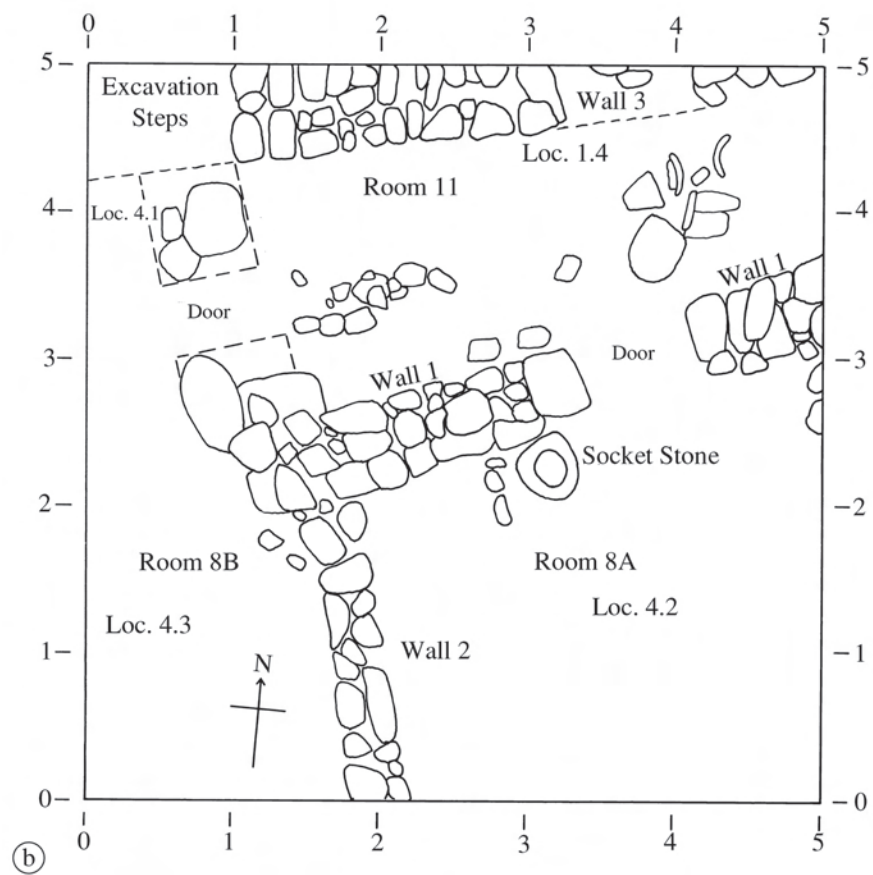 0 1 2 3 4 5
5 5
Excavation
Steps
Wall 3
Loc. 1.4
Room 11
4 Loc. 4.1 4
Wall 1
Door
3 Door 3
Wall 1
Socket Stone
2 2
Room 8B Room 8A
Loc. 4.2
Loc. 4.3
1 Wall 2 1
N
0 0
0 1 2 3 4 5
b